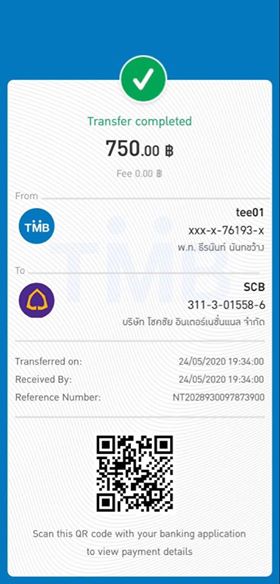 Transfer completed
750.00 ฿
Fee 0.00 ฿
From
TMB
tee01
xxx-x-76193-x
พ.ท. ธีรนันท์ นันทขว้าง
To
TMB
SCB
311-3-01558-6
บริษัท โชคชัย อินเตอร์เนชั่นแนล จำกัด
Transferred on: 24/05/2020 19:34:00
Received By: 24/05/2020 19:34:00
Reference Number: NT2028930097873900
Scan this QR code with your banking application
to view payment details